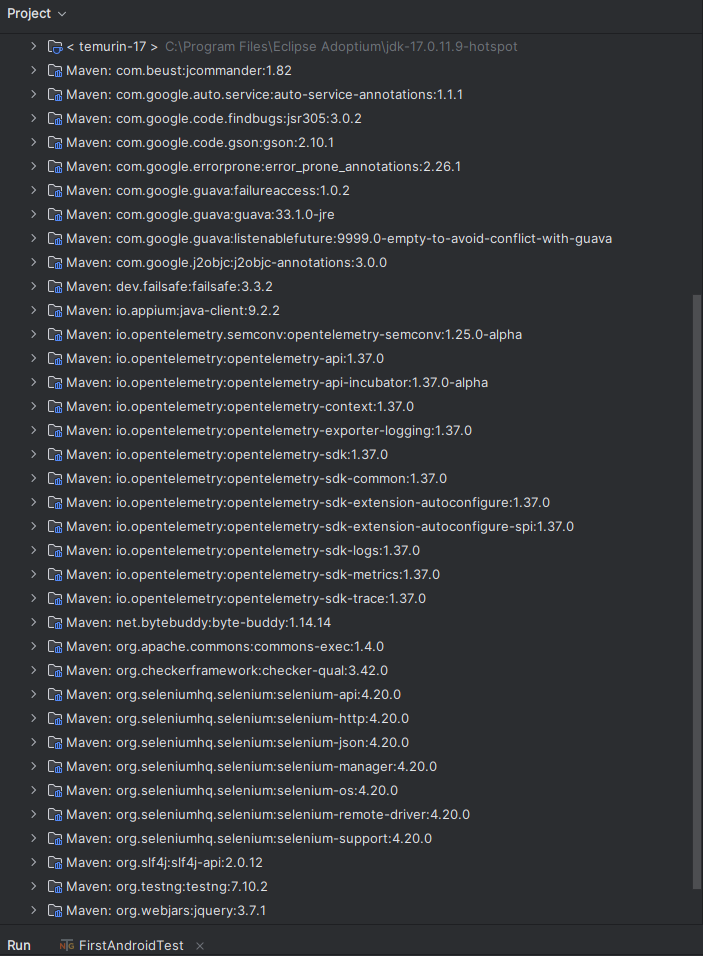 Project
< temurin-17 > C:\Program Files\Eclipse Adoptium\jdk-17.0.11.9-hotspot
Maven: com.beust:jcommander:1.82
Maven: com.google.auto.service:auto-service-annotations:1.1.1
Maven: com.google.code.findbugs:jsr305:3.0.2
Maven: com.google.code.gson:gson:2.10.1
Maven: com.google.errorprone:error_prone_annotations:2.26.1
Maven: com.google.guava:failureaccess:1.0.2
Maven: com.google.guava:guava:33.1.0-jre
Maven: com.google.guava:listenablefuture:9999.0-empty-to-avoid-conflict-with-guava
Maven: com.google.j2objc:j2objc-annotations:3.0.0
Maven: dev.failsafe:failsafe:3.3.2
Maven: io.appium:java-client:9.2.2
Maven: io.opentelemetry.semconv:opentelemetry-semconv:1.25.0-alpha
Maven: io.opentelemetry:opentelemetry-api:1.37.0
Maven: io.opentelemetry:opentelemetry-api-incubator:1.37.0-alpha
Maven: io.opentelemetry:opentelemetry-context:1.37.0
Maven: io.opentelemetry:opentelemetry-exporter-logging:1.37.0
Maven: io.opentelemetry:opentelemetry-sdk:1.37.0
Maven: io.opentelemetry:opentelemetry-sdk-common:1.37.0
Maven: io.opentelemetry:opentelemetry-sdk-extension-autoconfigure:1.37.0
Maven: io.opentelemetry:opentelemetry-sdk-extension-autoconfigure-spi:1.37.0
Maven: io.opentelemetry:opentelemetry-sdk-logs:1.37.0
Maven: io.opentelemetry:opentelemetry-sdk-metrics:1.37.0
Maven: io.opentelemetry:opentelemetry-sdk-trace:1.37.0
Maven: net.bytebuddy:byte-buddy:1.14.14
Maven: org.apache.commons:commons-exec:1.4.0
Maven: org.checkerframework:checker-qual:3.42.0
Maven: org.seleniumhq.selenium:selenium-api:4.20.0
Maven: org.seleniumhq.selenium:selenium-http:4.20.0
Maven: org.seleniumhq.selenium:selenium-json:4.20.0
Maven: org.seleniumhq.selenium:selenium-manager:4.20.0
Maven: org.seleniumhq.selenium:selenium-os:4.20.0
Maven: org.seleniumhq.selenium:selenium-remote-driver:4.20.0
Maven: org.seleniumhq.selenium:selenium-support:4.20.0
Maven: org.slf4j:slf4j-api:2.0.12
Maven: org.testng:testng:7.10.2
Maven: org.webjars:jquery:3.7.1
Run NG FirstAndroidTest